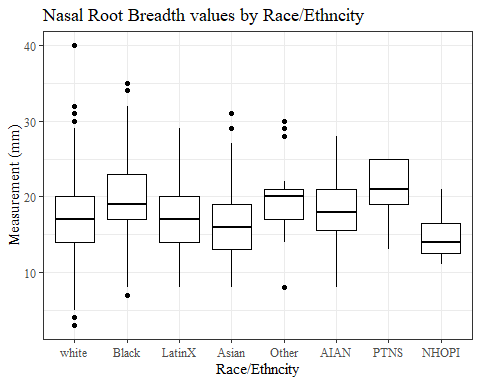 Nasal Root Breadth values by Race/Ethncity
Measurement (mm)
40
30
20
10
white Black LatinX Asian Other AIAN PTNS NHOPI
Race/Ethncity